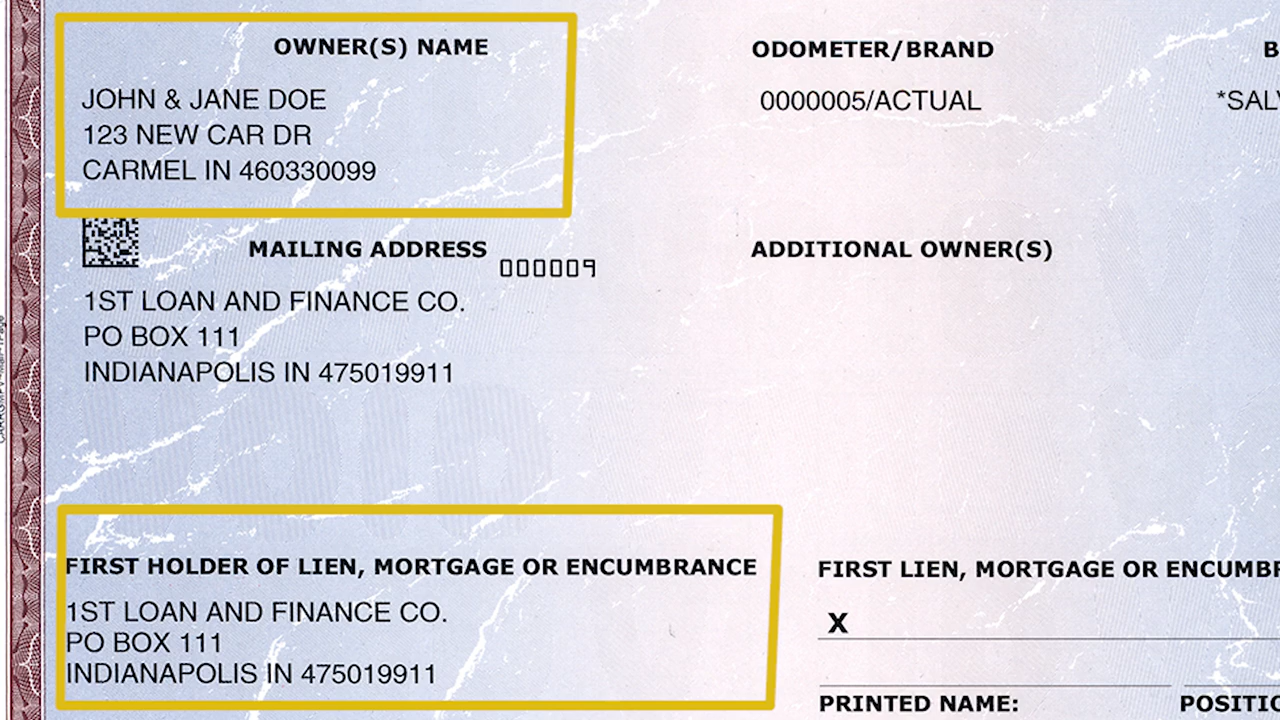 OWNER(S) NAME
JOHN & JANE DOE
123 NEW CAR DR
CARMEL IN 460330099
ODOMETER/BRAND
0000005/ACTUAL
B
*SAL
MAILING ADDRESS
000009
1ST LOAN AND FINANCE CO.
PO BOX 111
INDIANAPOLIS IN 475019911
ADDITIONAL OWNER(S)
VOID
FIRST HOLDER OF LIEN, MORTGAGE OR ENCUMBRANCE
1ST LOAN AND FINANCE CO.
PO BOX 111
INDIANAPOLIS IN 475019911
FIRST LIEN, MORTGAGE OR ENCUMB
X
PRINTED NAME:
POSITIO